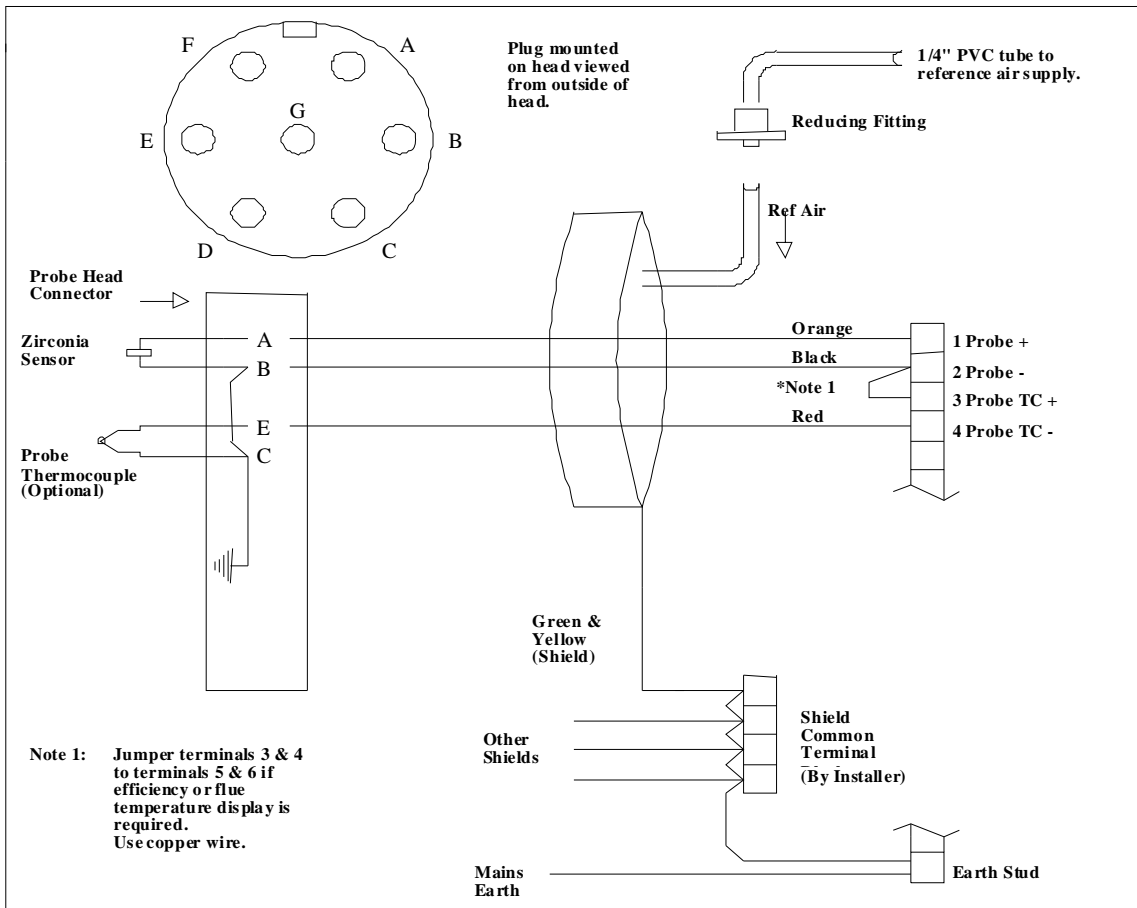 F
A
G
E
B
D
C
Plug mounted
on head viewed
from outside of
head.
1/4" PVC tube to
reference air supply.
Reducing Fitting
Ref Air
Probe Head
Connector
Zirconia
Sensor
A
B
E
C
Probe
Thermocouple
(Optional)
Orange
Black
*Note 1
Red
1 Probe +
2 Probe -
3 Probe TC +
4 Probe TC -
Green &
Yellow
(Shield)
Other
Shields
Shield
Common
Terminal
(By Installer)
Note 1: Jumper terminals 3 & 4
to terminals 5 & 6 if
efficiency or flue
temperature display is
required.
Use copper wire.
Mains
Earth
Earth Stud